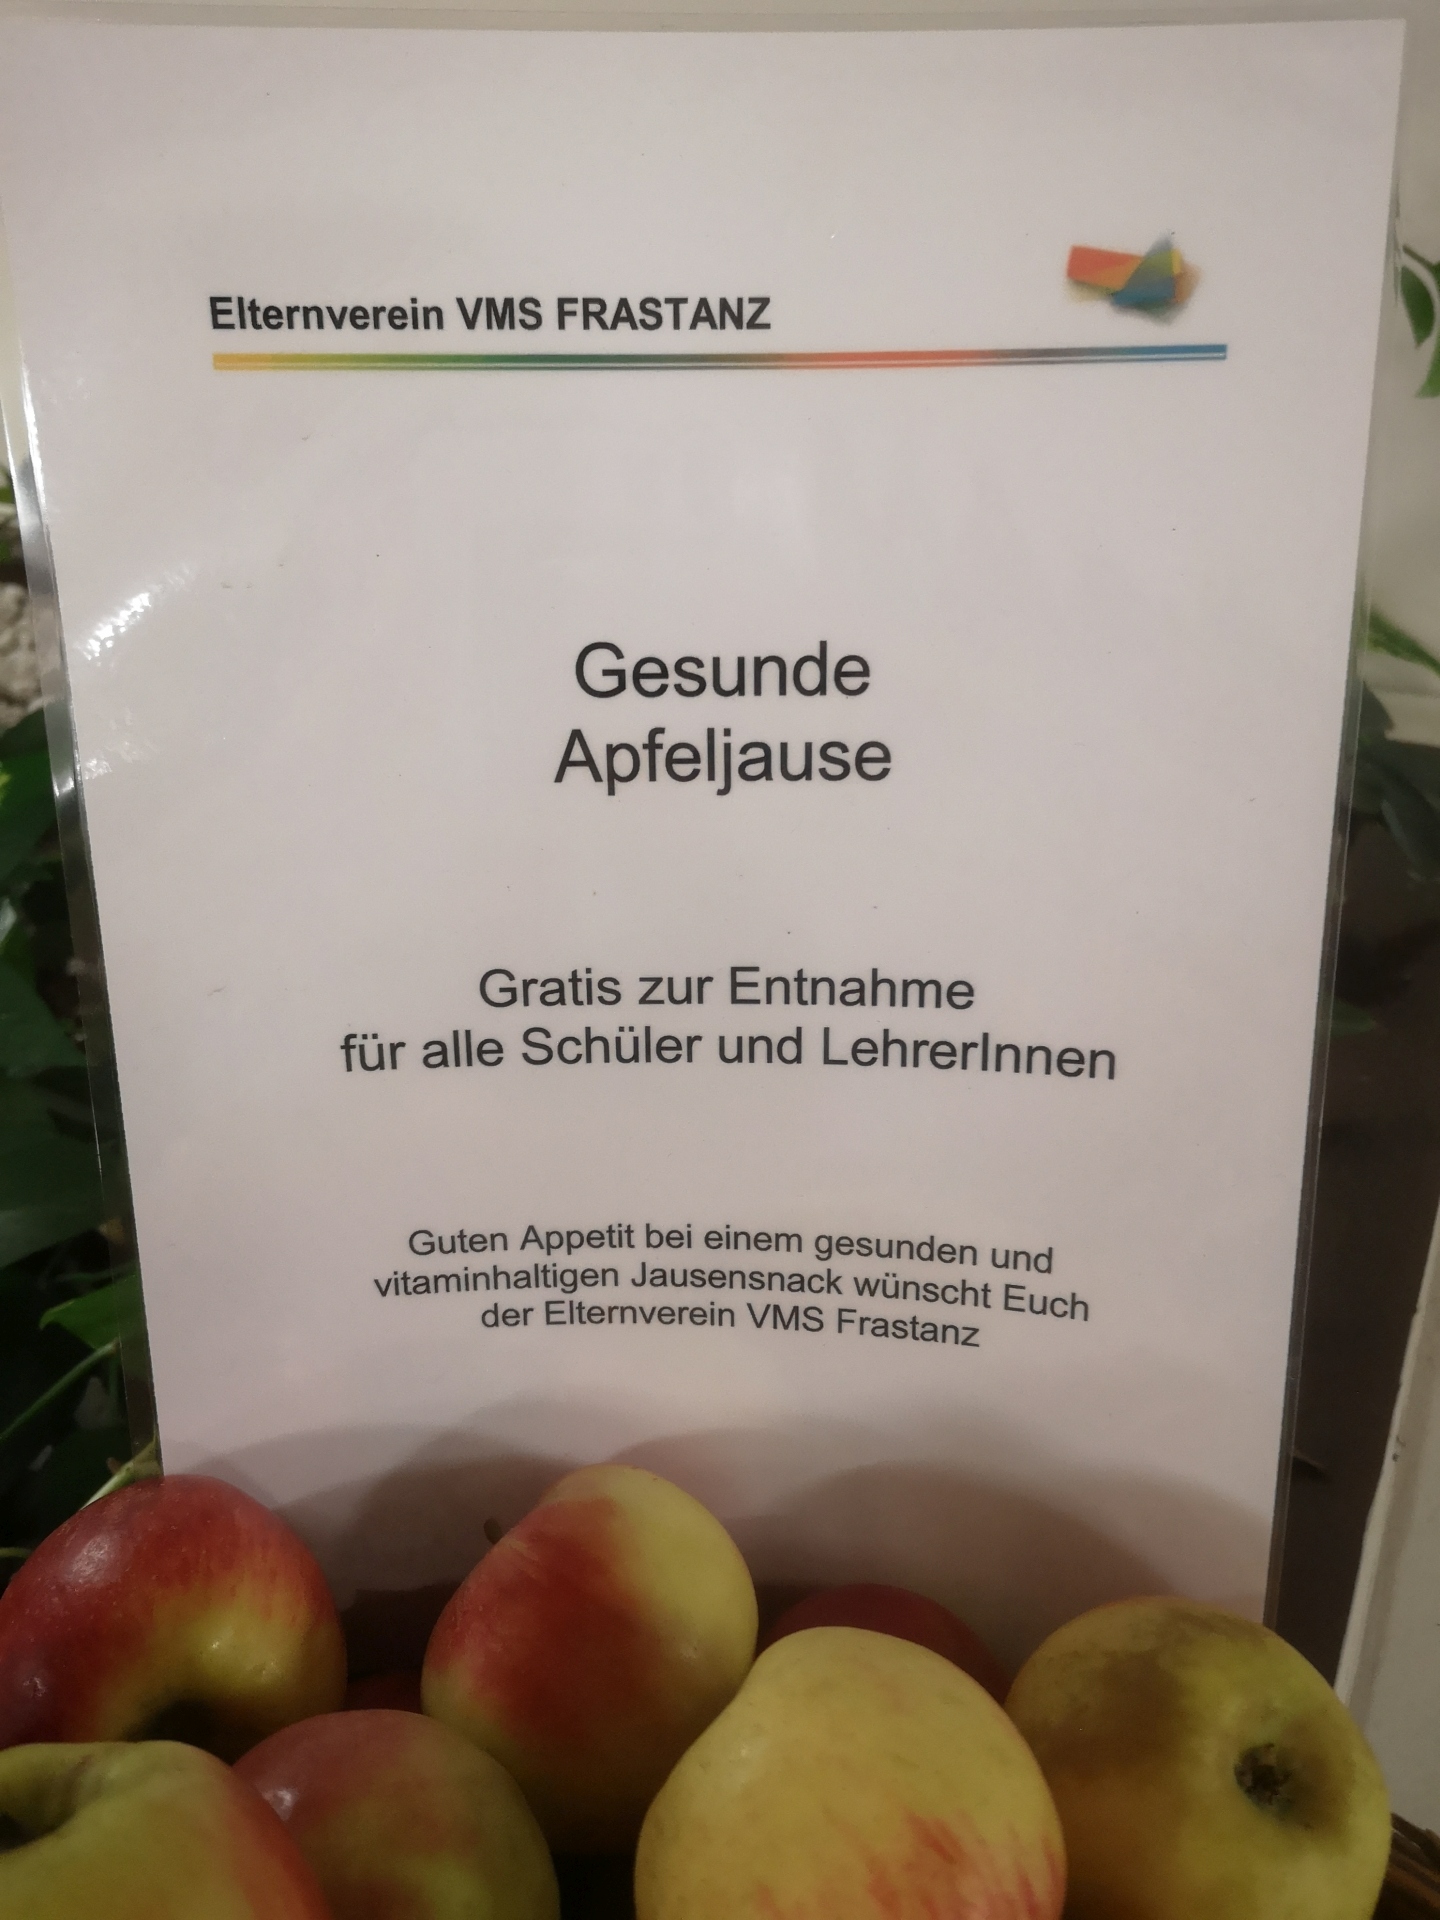 Elternverein VMS FRASTANZ
Gesunde
Apfeljause
Gratis zur Entnahme
für alle Schüler und LehrerInnen
Guten Appetit bei einem gesunden und
vitaminhaltigen Jausensnack wünscht Euch
der Elternverein VMS Frastanz